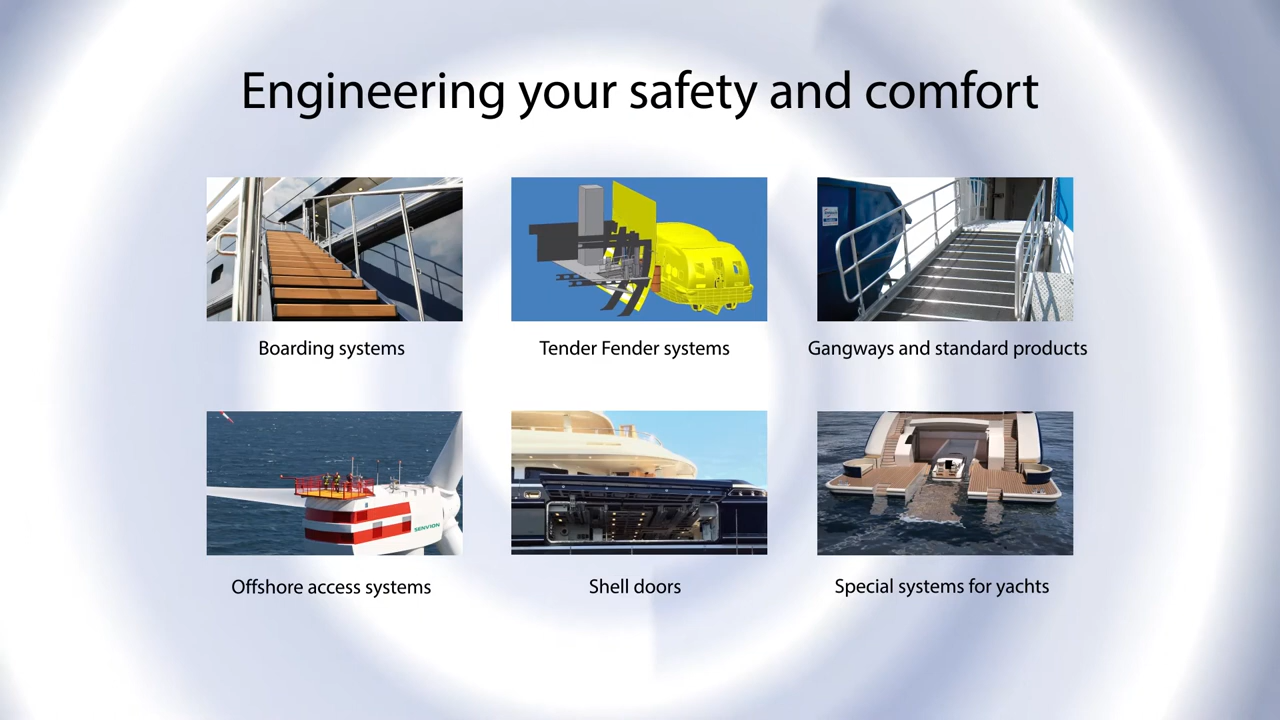 Engineering your safety and comfort
Boarding systems
Tender Fender systems
Gangways and standard products
SENVION
Offshore access systems
Shell doors
Special systems for yachts